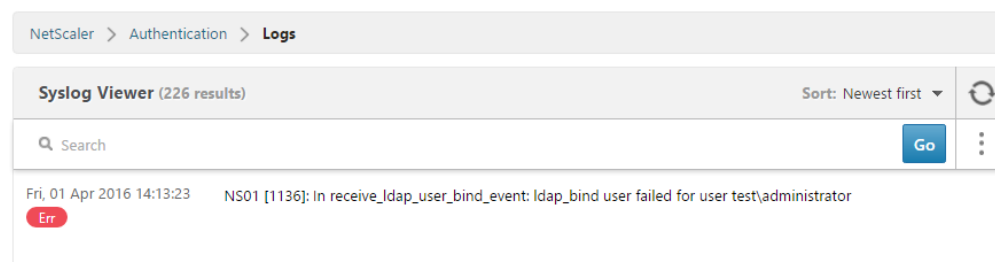 NetScaler > Authentication > Logs
Syslog Viewer (226 results) Sort: Newest first
Search Go
Fri, 01 Apr 2016 14:13:23 NS01 [1136]: In receive_ldap_user_bind_event: ldap_bind user failed for user test\administrator
Err